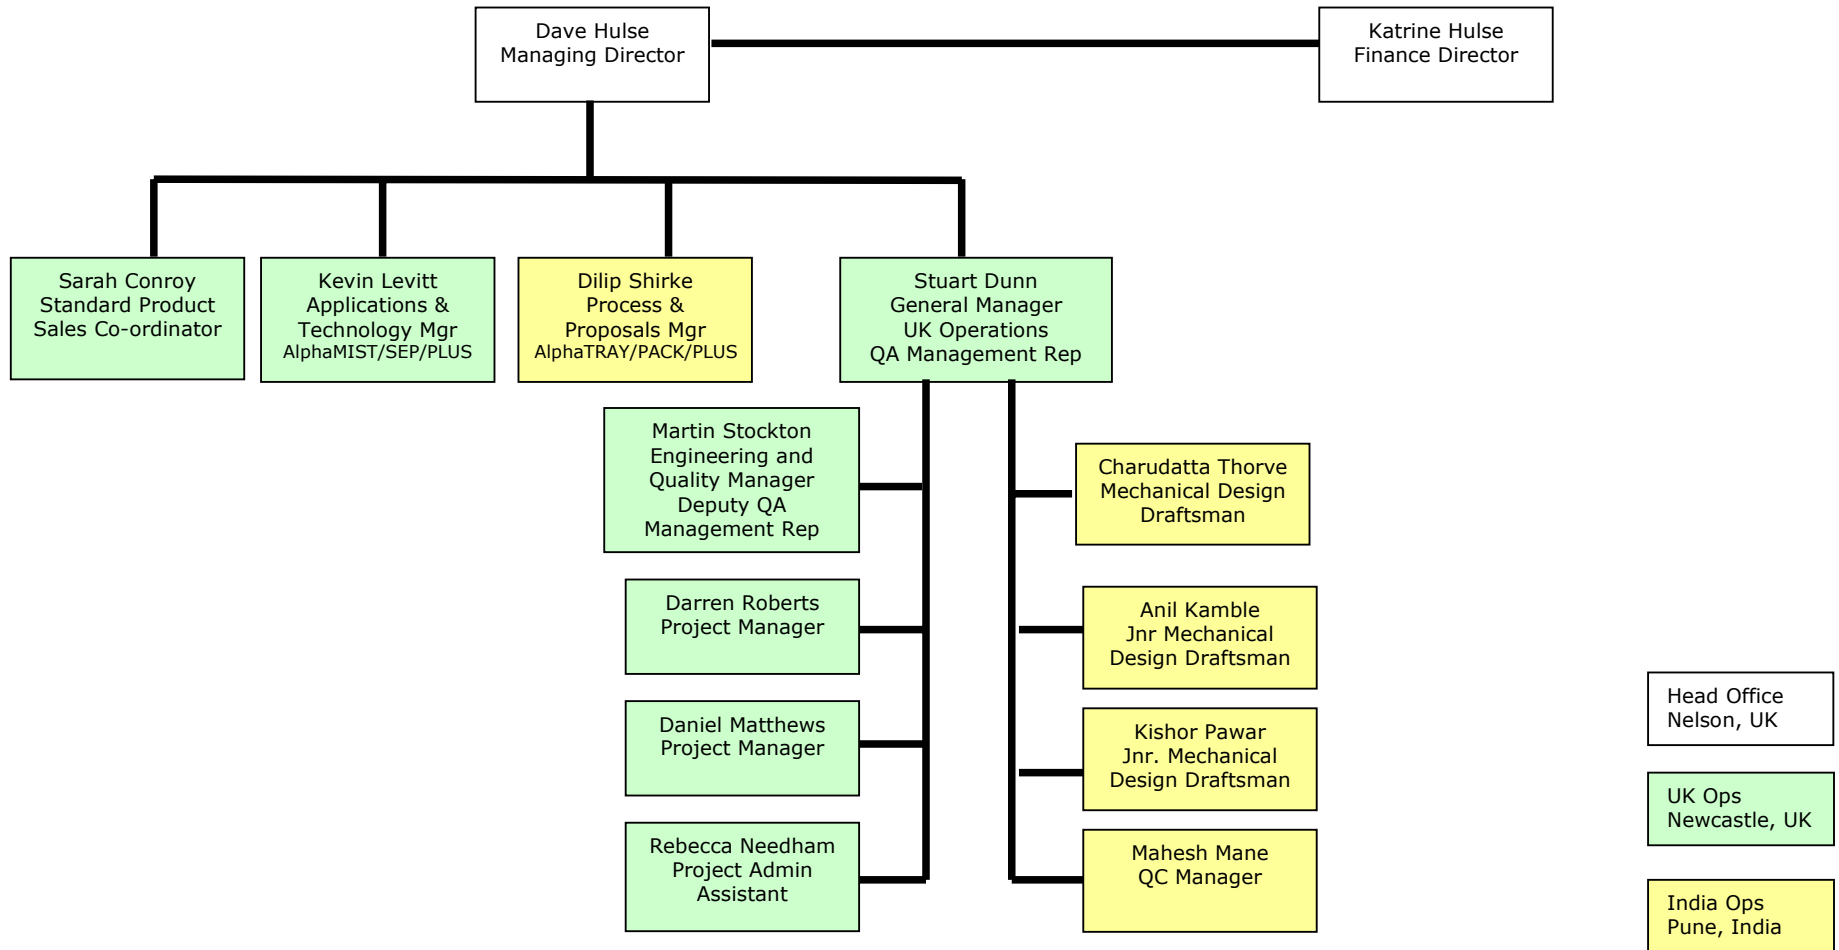 Dave Hulse
Managing Director
Katrine Hulse
Finance Director
Sarah Conroy
Standard Product
Sales Co-ordinator
Kevin Levitt
Applications &
Technology Mgr
AlphaMIST/SEP/PLUS
Dilip Shirke
Process &
Proposals Mgr
AlphaTRAY/PACK/PLUS
Stuart Dunn
General Manager
UK Operations
QA Management Rep
Martin Stockton
Engineering and
Quality Manager
Deputy QA
Management Rep
Charudatta Thorve
Mechanical Design
Draftsman
Darren Roberts
Project Manager
Anil Kamble
Jnr Mechanical
Design Draftsman
Daniel Matthews
Project Manager
Kishor Pawar
Jnr. Mechanical
Design Draftsman
Rebecca Needham
Project Admin
Assistant
Mahesh Mane
QC Manager
Head Office
Nelson, UK
UK Ops
Newcastle, UK
India Ops
Pune, India